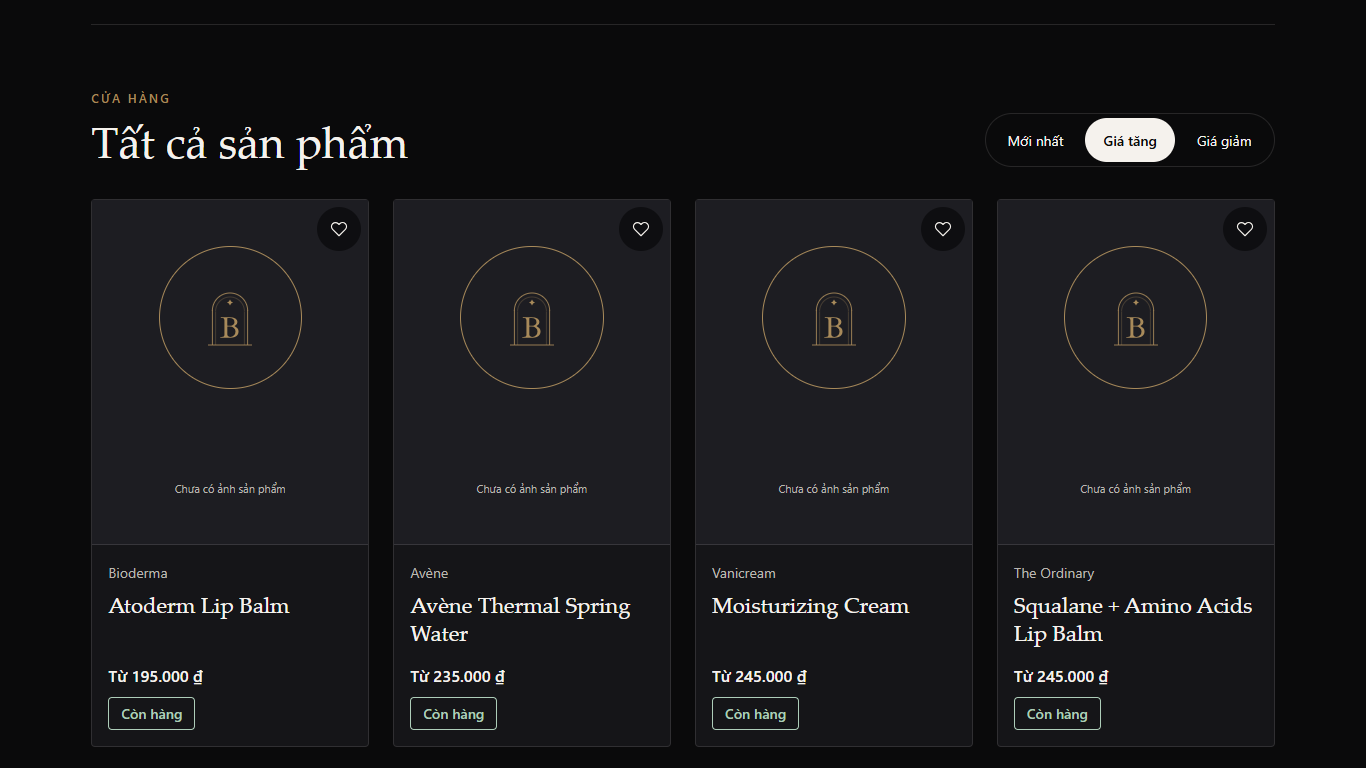 CỬA HÀNG
Tất cả sản phẩm
Mới nhất
Giá tăng
Giá giảm
B
Chưa có ảnh sản phẩm
Bioderma
Atoderm Lip Balm
Từ 195.000 ₫
Còn hàng
B
Chưa có ảnh sản phẩm
Avène
Avène Thermal Spring
Water
Từ 235.000 ₫
Còn hàng
B
Chưa có ảnh sản phẩm
Vanicream
Moisturizing Cream
Từ 245.000 ₫
Còn hàng
B
Chưa có ảnh sản phẩm
The Ordinary
Squalane + Amino Acids
Lip Balm
Từ 245.000 ₫
Còn hàng